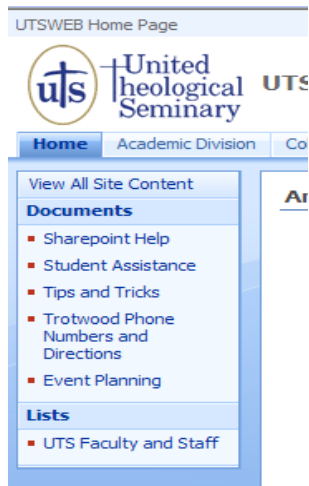 UTSWEB Home Page
uts
United
Theological
Seminary
UTS
Home Academic Division Co
View All Site Content
Ar
Documents
Sharepoint Help
Student Assistance
Tips and Tricks
Trotwood Phone
Numbers and
Directions
Event Planning
Lists
UTS Faculty and Staff